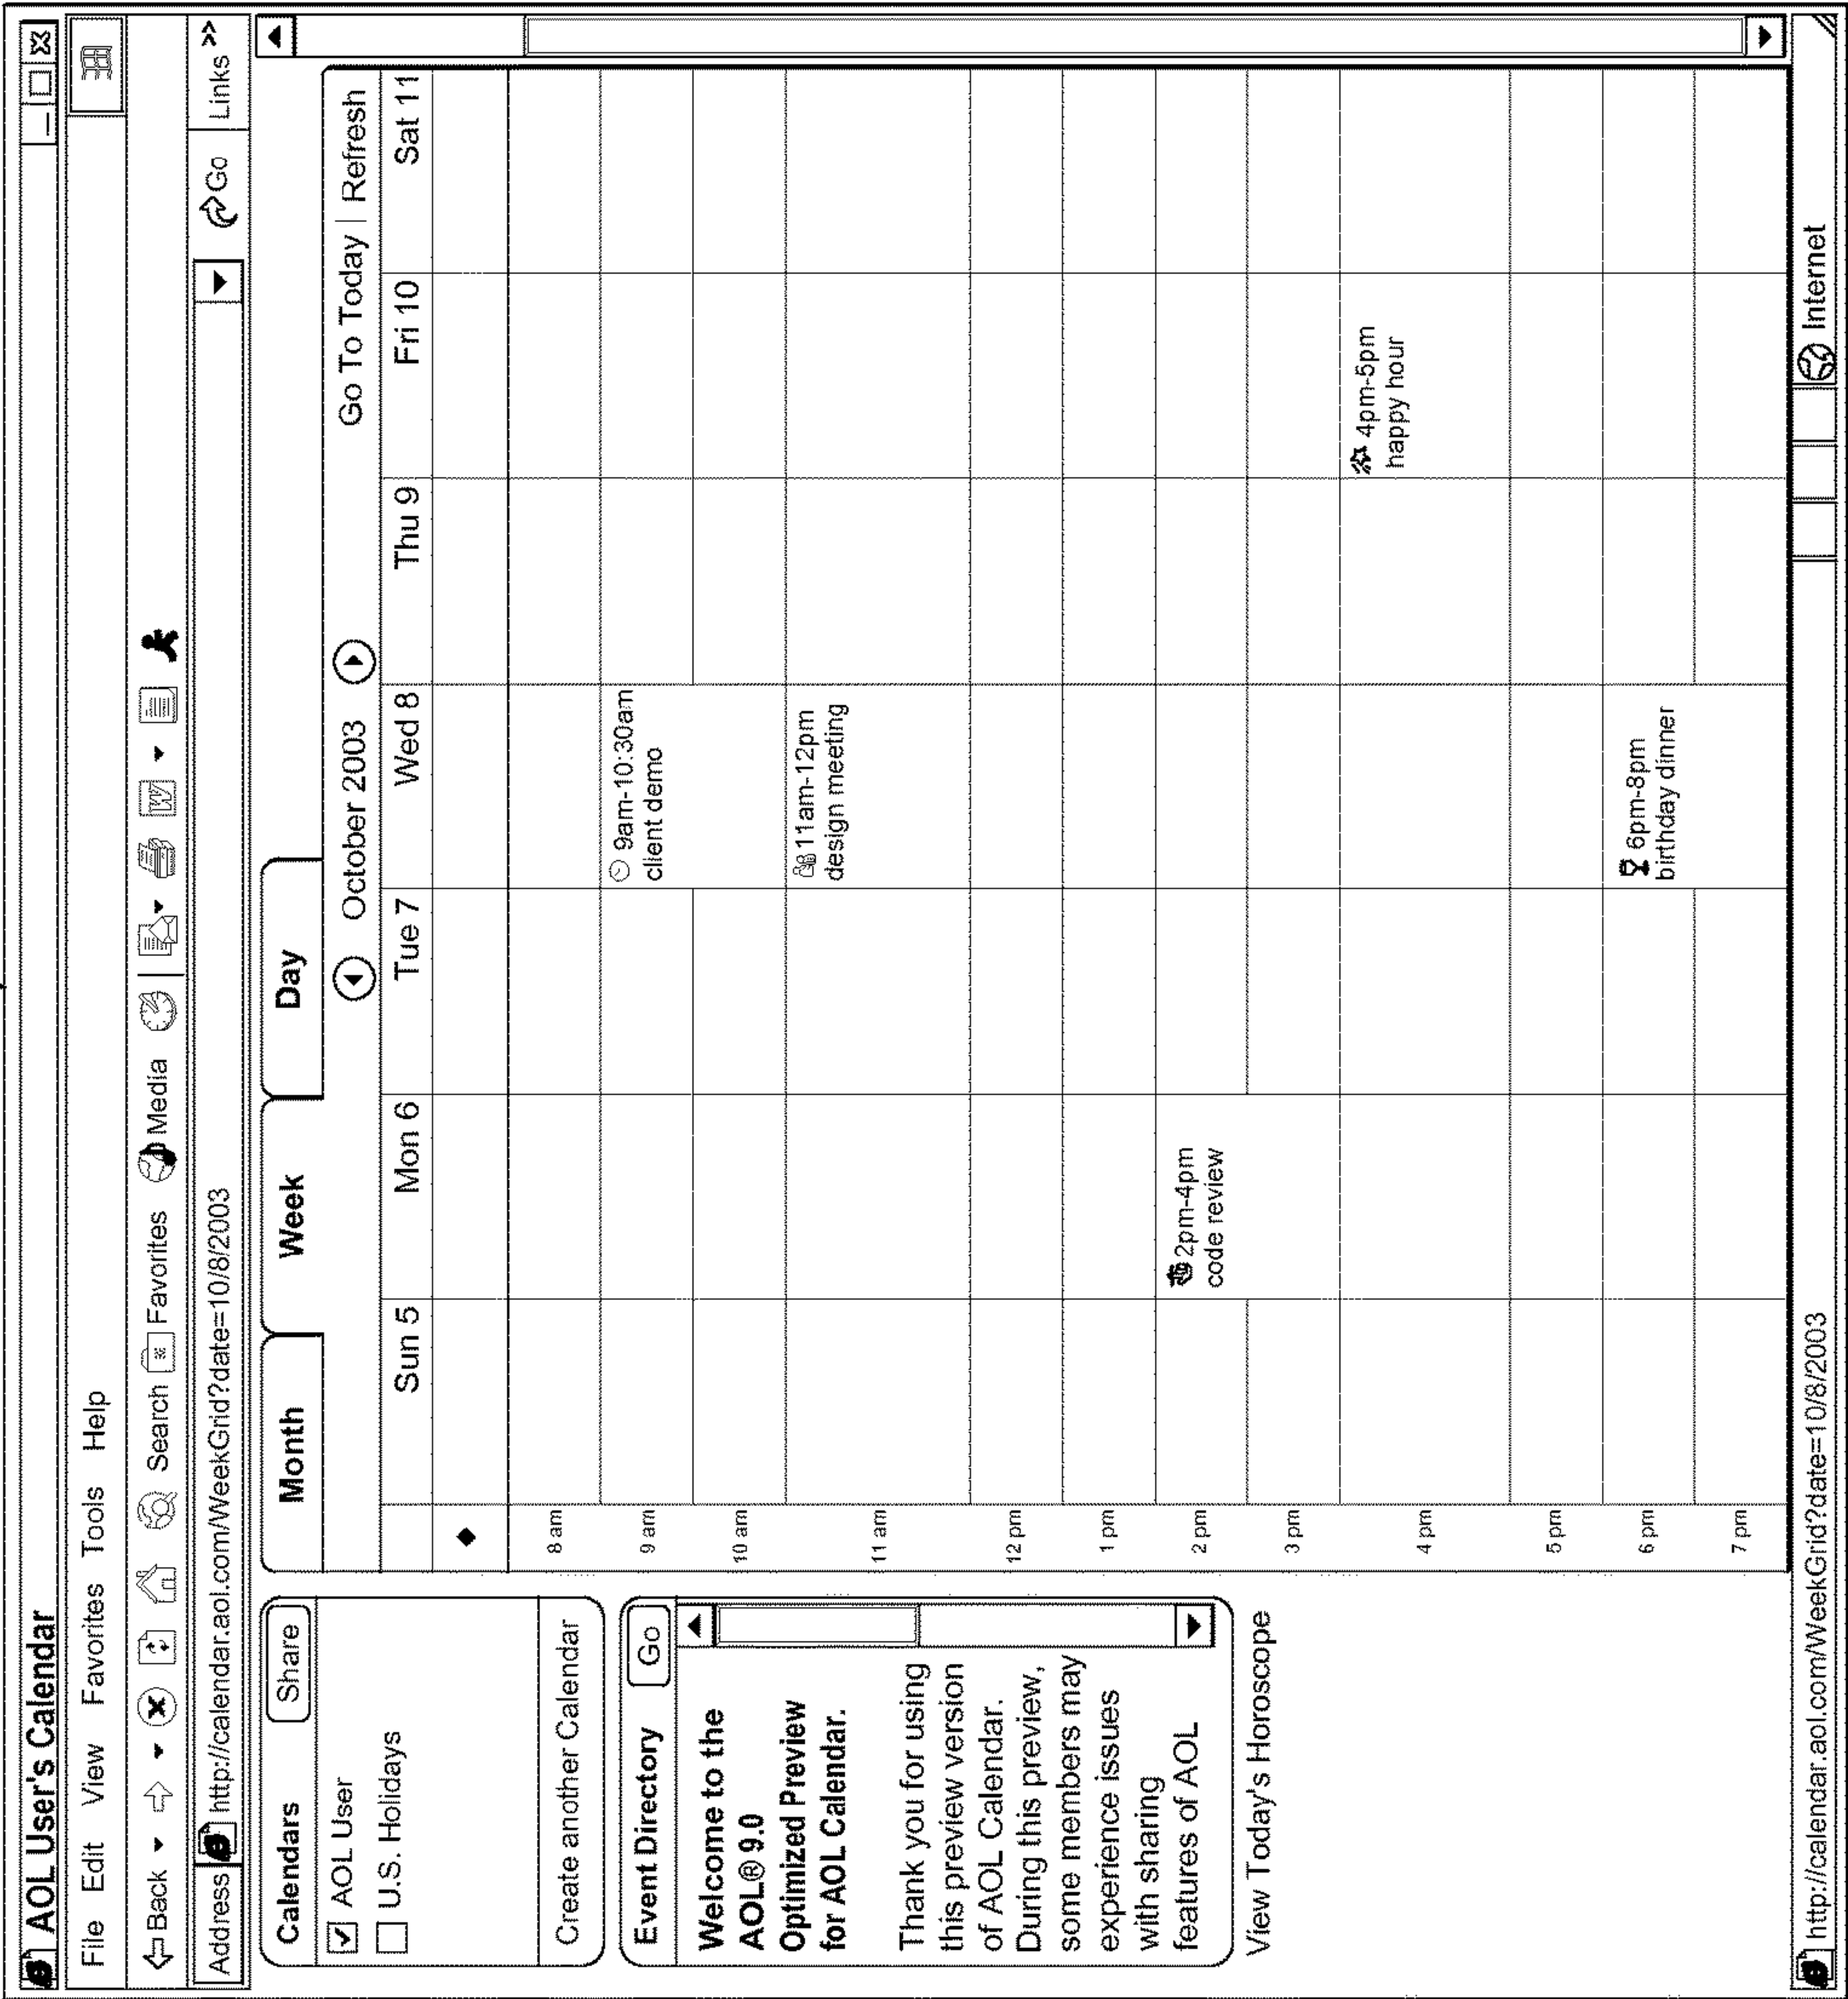 AOL User's Calendar
File Edit View Favorites Tools Help
Back Search Favorites Media
Address http://calendar.aol.com/WeekGrid?date=10/8/2003 Go Links »
Calendars Share
AOL User
U.S. Holidays
Create another Calendar
Event Directory Go
Welcome to the
AOL® 9.0
Optimized Preview
for AOL Calendar.
Thank you for using
this preview version
of AOL Calendar.
During this preview,
some members may
experience issues
with sharing
features of AOL
View Today's Horoscope
Month Week Day
October 2003 Go To Today | Refresh
Sun 5 Mon 6 Tue 7 Wed 8 Thu 9 Fri 10 Sat 11
8 am
9 am
9am-10:30am
client demo
10 am
11 am
11am-12pm
design meeting
12 pm
1 pm
2 pm
2pm-4pm
code review
3 pm
4 pm
4pm-5pm
happy hour
5 pm
6 pm
6pm-8pm
birthday dinner
7 pm
http://calendar.aol.com/WeekGrid?date=10/8/2003 Internet